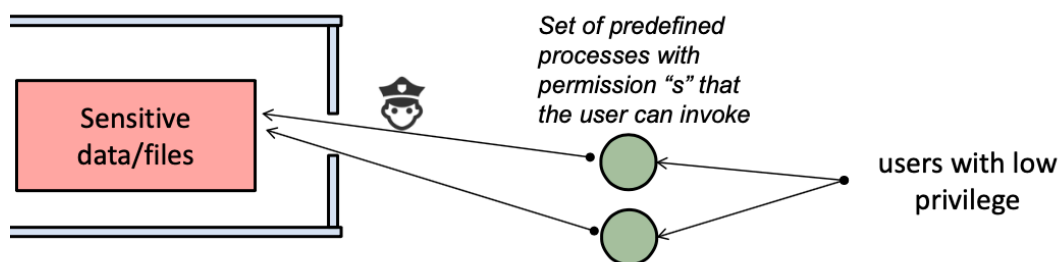 Set of predefined
processes with
permission “s” that
the user can invoke
Sensitive
data/files
users with low
privilege